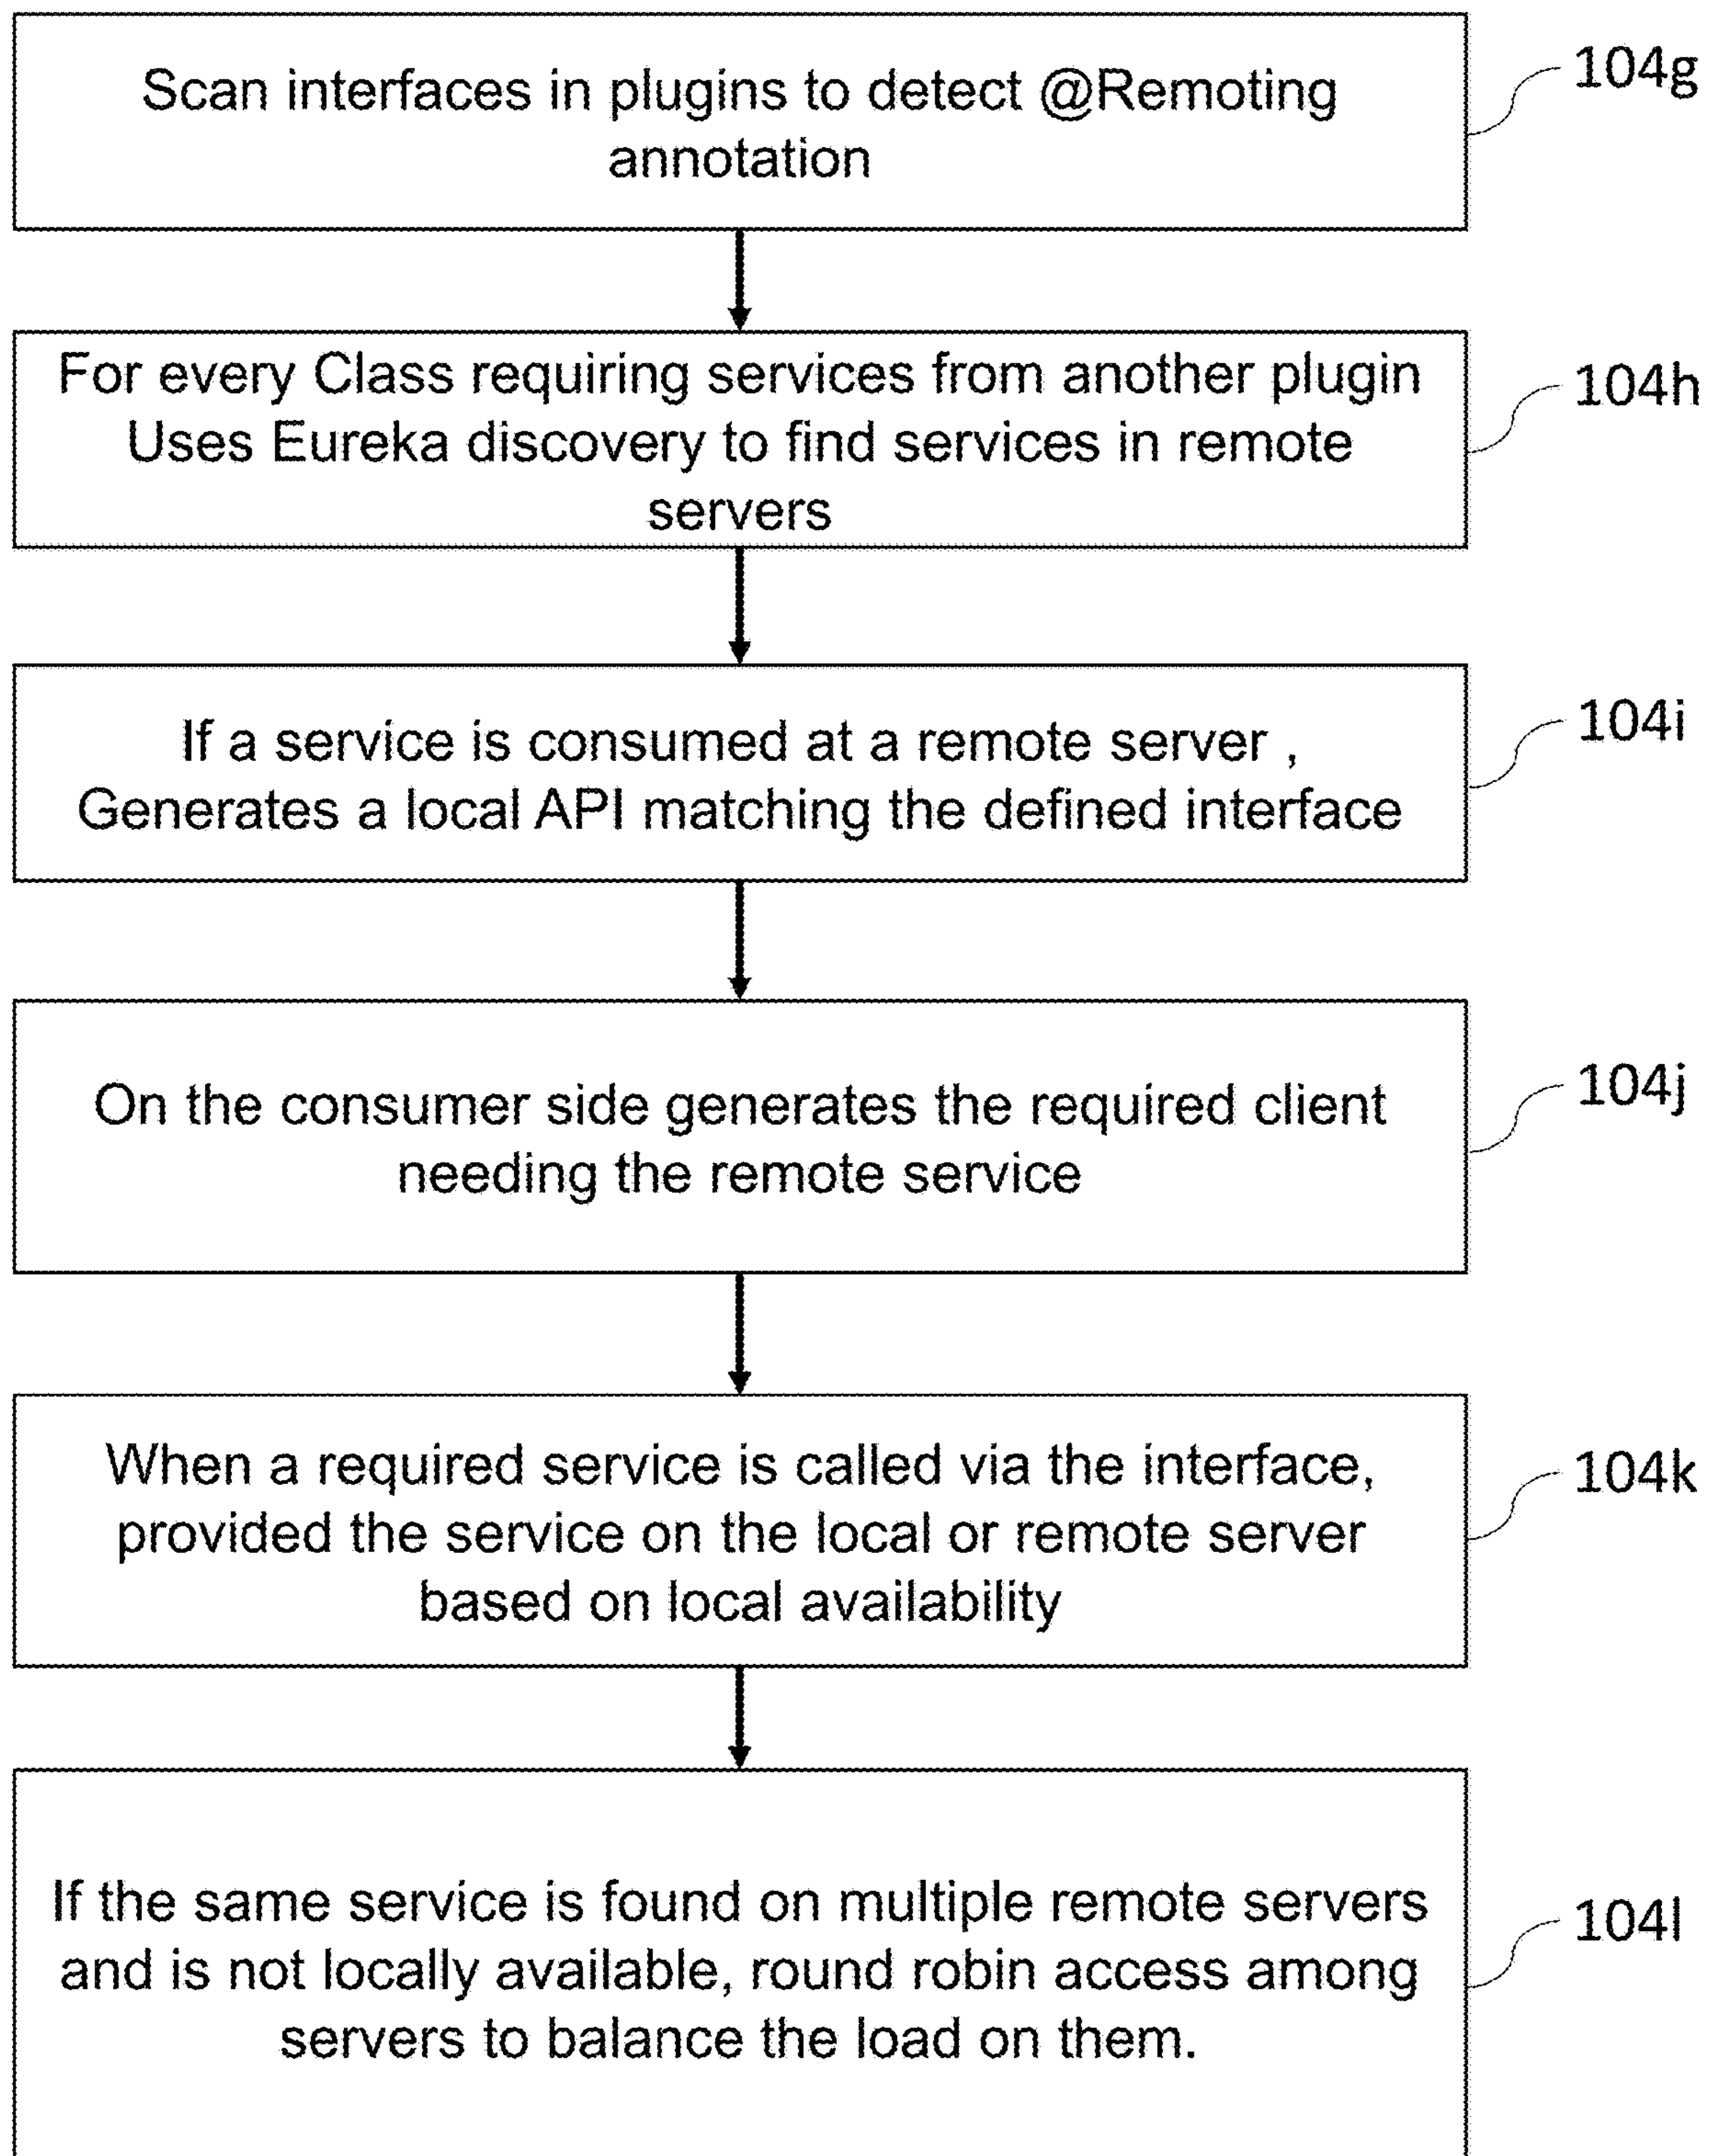 Scan interfaces in plugins to detect @Remoting
annotation
104g
For every Class requiring services from another plugin
Uses Eureka discovery to find services in remote
servers
104h
If a service is consumed at a remote server ,
Generates a local API matching the defined interface
104i
On the consumer side generates the required client
needing the remote service
104j
When a required service is called via the interface,
provided the service on the local or remote server
based on local availability
104k
If the same service is found on multiple remote servers
and is not locally available, round robin access among
servers to balance the load on them.
104l